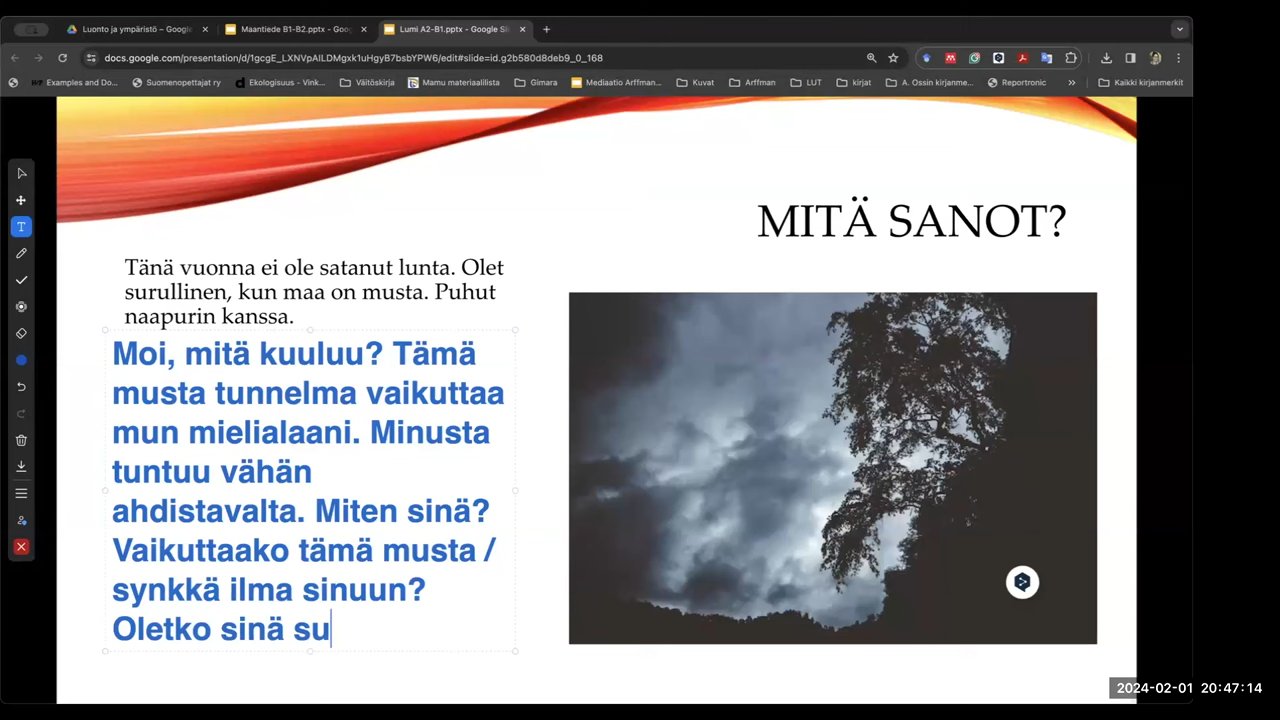 Luonto ja ympäristö – Google
Maantiede B1-B2.pptx - Goog
Lumi A2-B1.pptx - Google Sl
docs.google.com/presentation/d/1gcgE_LXNVpAILDMgxk1uHgyB7bsbYPW6/edit#slide=id.g2b580d8deb9_0_168
Examples and Do...
Suomenopettajat ry
Ekologisuus - Vink...
Väitöskirja
Mamu materiaalilista
Gimara
Mediaatio Arffman...
Kuvat
Arffman
LUT
kirjat
A. Ossin kirjanme...
Reportronic
»
Kaikki kirjanmerkit
MITÄ SANOT?
Tänä vuonna ei ole satanut lunta. Olet
surullinen, kun maa on musta. Puhut
naapurin kanssa.
Moi, mitä kuuluu? Tämä
musta tunnelma vaikuttaa
mun mielialaani. Minusta
tuntuu vähän
ahdistavalta. Miten sinä?
Vaikuttaako tämä musta /
synkkä ilma sinuun?
Oletko sinä su
2024-02-01 20:47:14